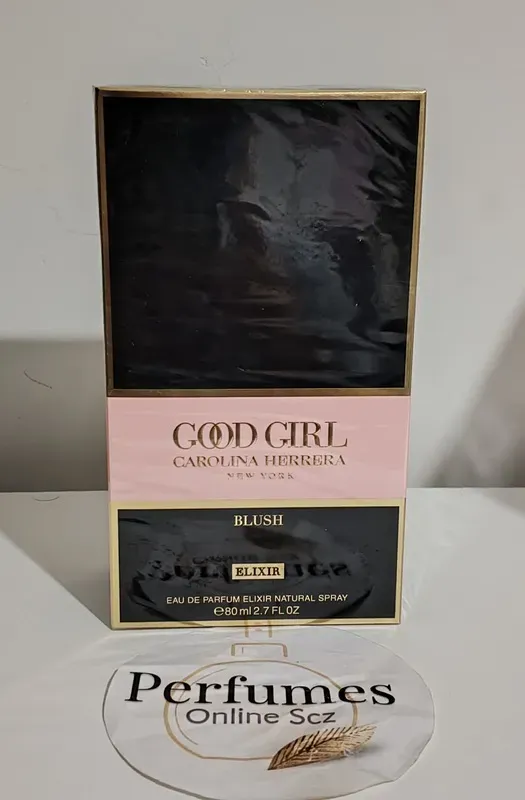 GOOD GIRL
CAROLINA HERRERA
NEW YORK
BLUSH
ELIXIR
EAU DE PARFUM ELIXIR NATURAL SPRAY
℮80 ml 2.7 FL OZ
Perfumes
Online Scz